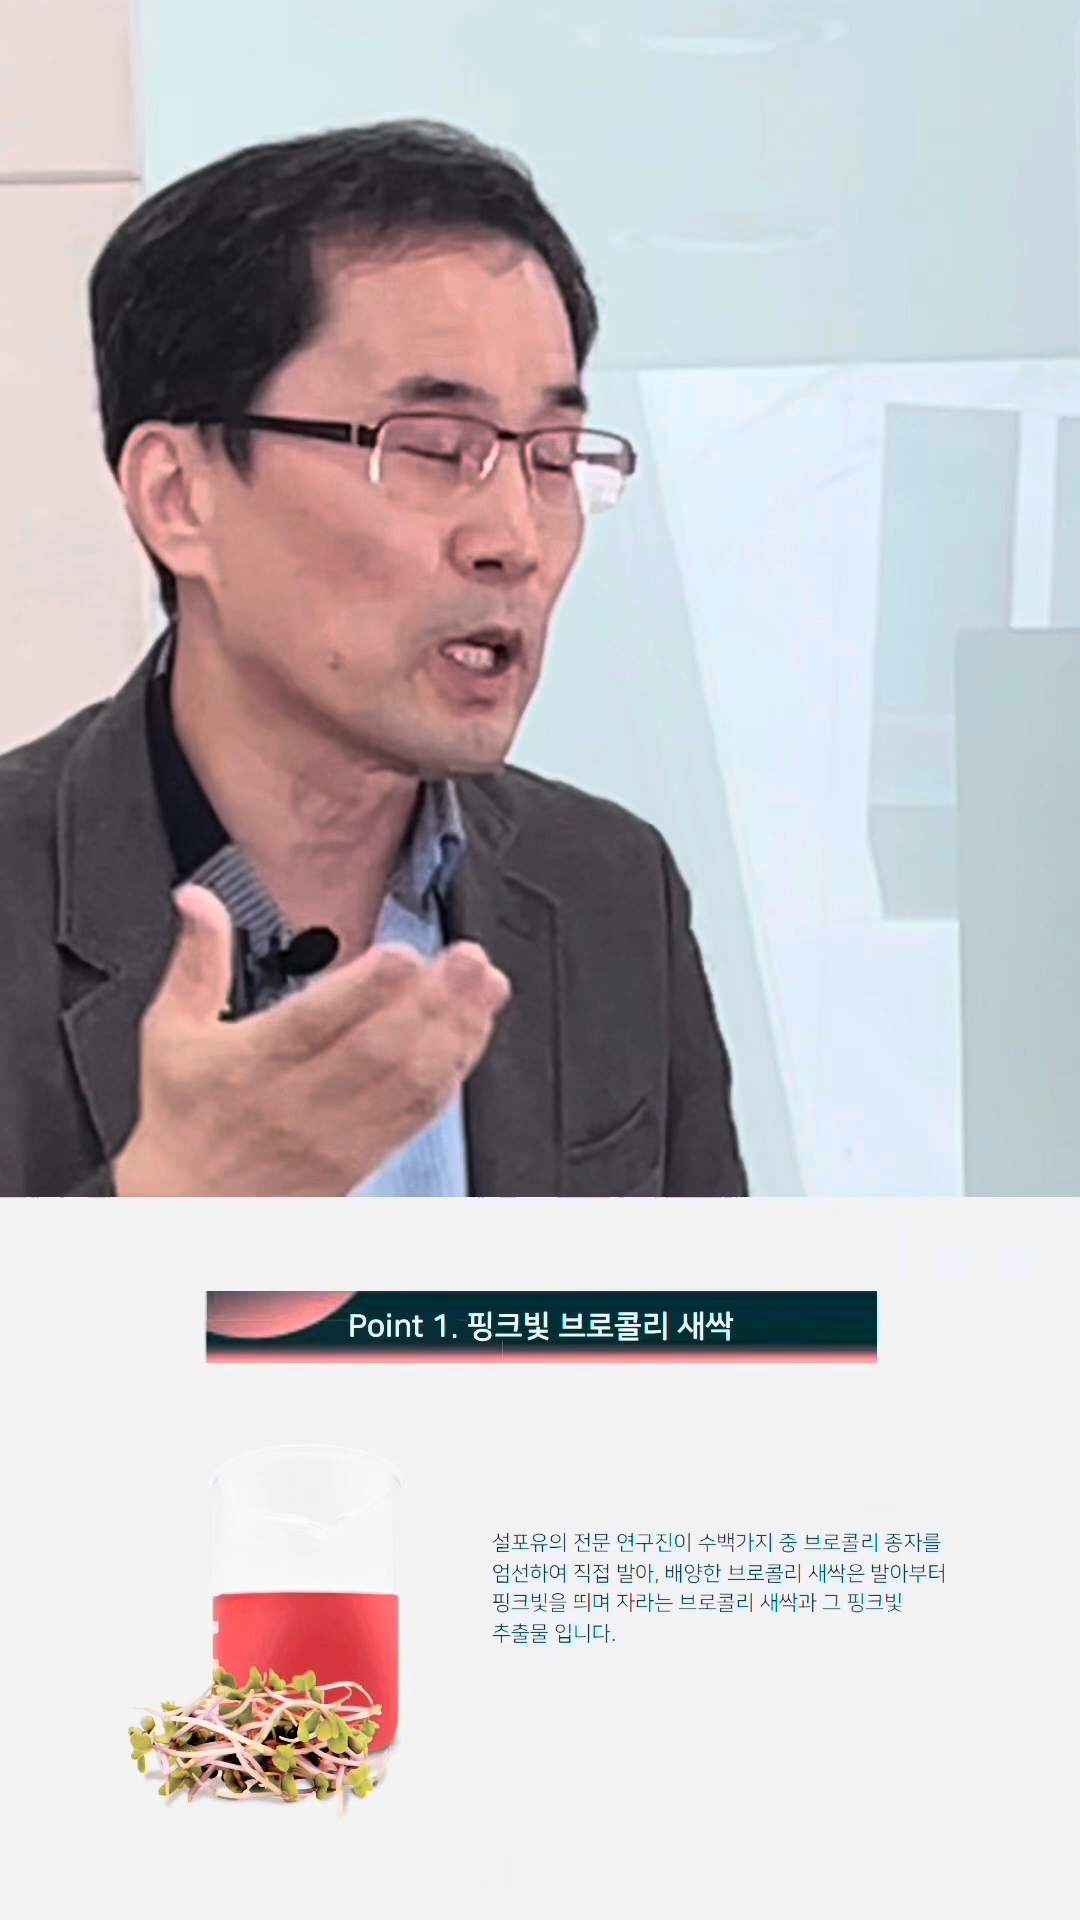 Point 1. 핑크빛 브로콜리 새싹
설포유의 전문 연구진이 수백가지 중 브로콜리 종자를
엄선하여 직접 발아, 배양한 브로콜리 새싹은 발아부터
핑크빛을 띄며 자라는 브로콜리 새싹과 그 핑크빛
추출물 입니다.